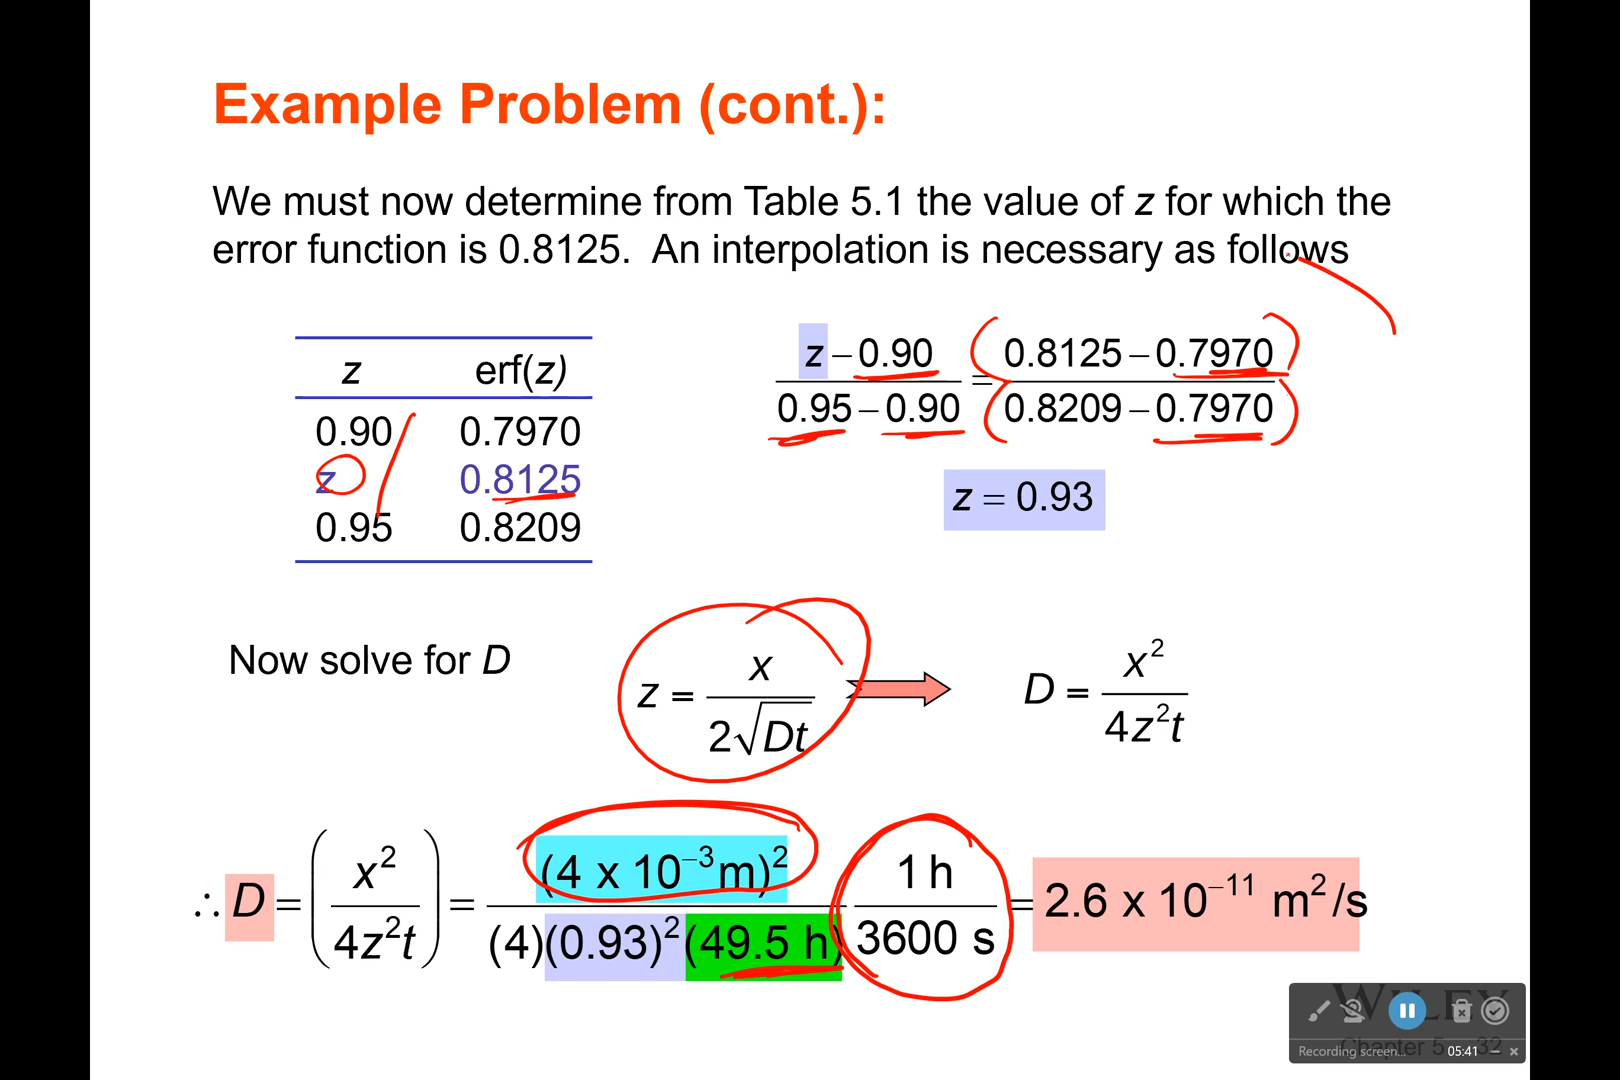 Example Problem (cont.):
We must now determine from Table 5.1 the value of z for which the
error function is 0.8125. An interpolation is necessary as follows
z erf(z)
0.90 0.7970
z 0.8125
0.95 0.8209
z – 0.90 / 0.95 – 0.90 = 0.8125 – 0.7970 / 0.8209 – 0.7970
z = 0.93
Now solve for D
z = x / 2√Dt
D = x² / 4z²t
∴ D = (x² / 4z²t) = (4 x 10⁻³m)² / (4)(0.93)²(49.5 h) 1 h / 3600 s = 2.6 x 10⁻¹¹ m²/s
WILEY
Recording screen... 05:41
Chapter 5 - 32